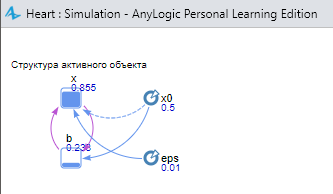 Heart : Simulation - AnyLogic Personal Learning Edition
Структура активного объекта
x
0.855
x0
0.5
b
0.238
eps
0.01